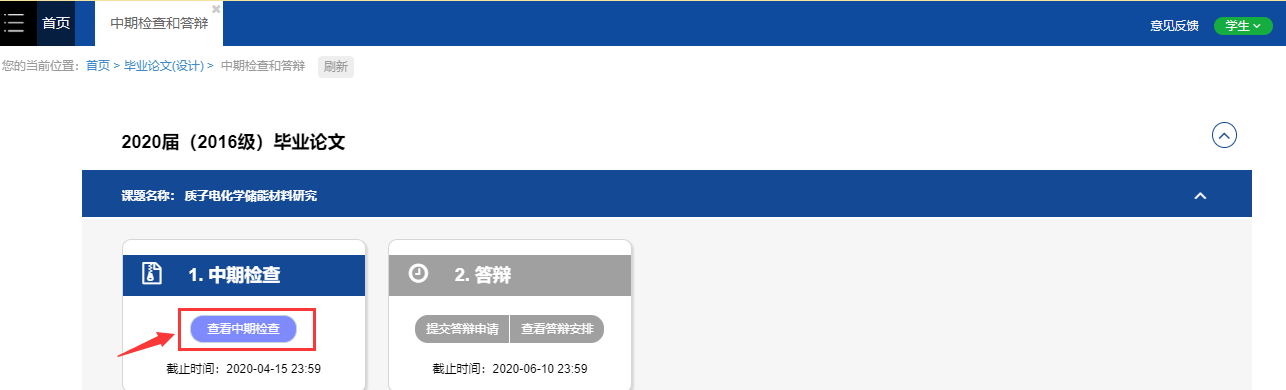 首页 中期检查和答辩 意见反馈 学生
您的当前位置：首页 > 毕业论文(设计) > 中期检查和答辩 刷新
2020届（2016级）毕业论文
课题名称： 质子电化学储能材料研究
1. 中期检查
查看中期检查
截止时间：2020-04-15 23:59
2. 答辩
提交答辩申请 查看答辩安排
截止时间：2020-06-10 23:59